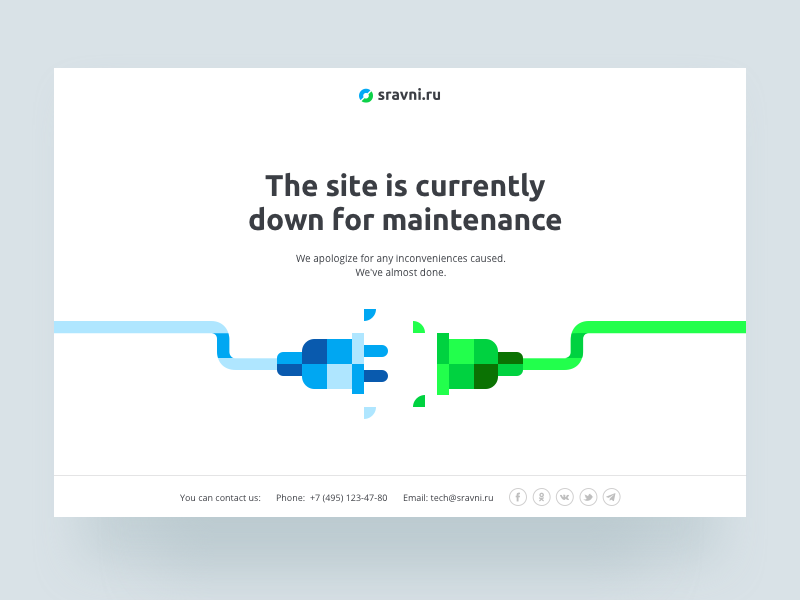 sravni.ru
The site is currently
down for maintenance
We apologize for any inconveniences caused.
We've almost done.
You can contact us: Phone: +7 (495) 123-47-80 Email: tech@sravni.ru